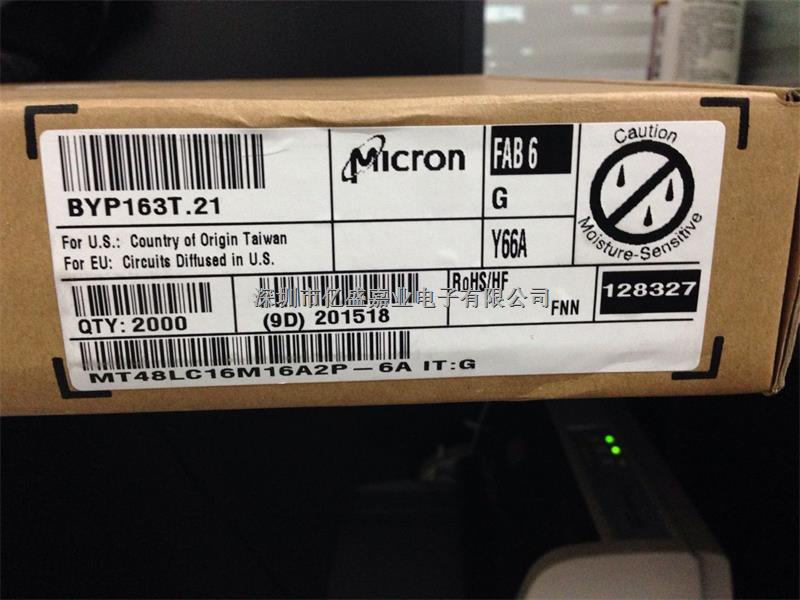 BYP163T.21
Micron
FAB 6
G
Caution
Moisture-Sensitive
For U.S.: Country of Origin Taiwan
For EU: Circuits Diffused in U.S.
Y66A
QTY: 2000
深圳市亿盛嘉业电子有限公司
(9D) 201518
RoHS/HF
FNN
128327
MT48LC16M16A2P-6A IT:G